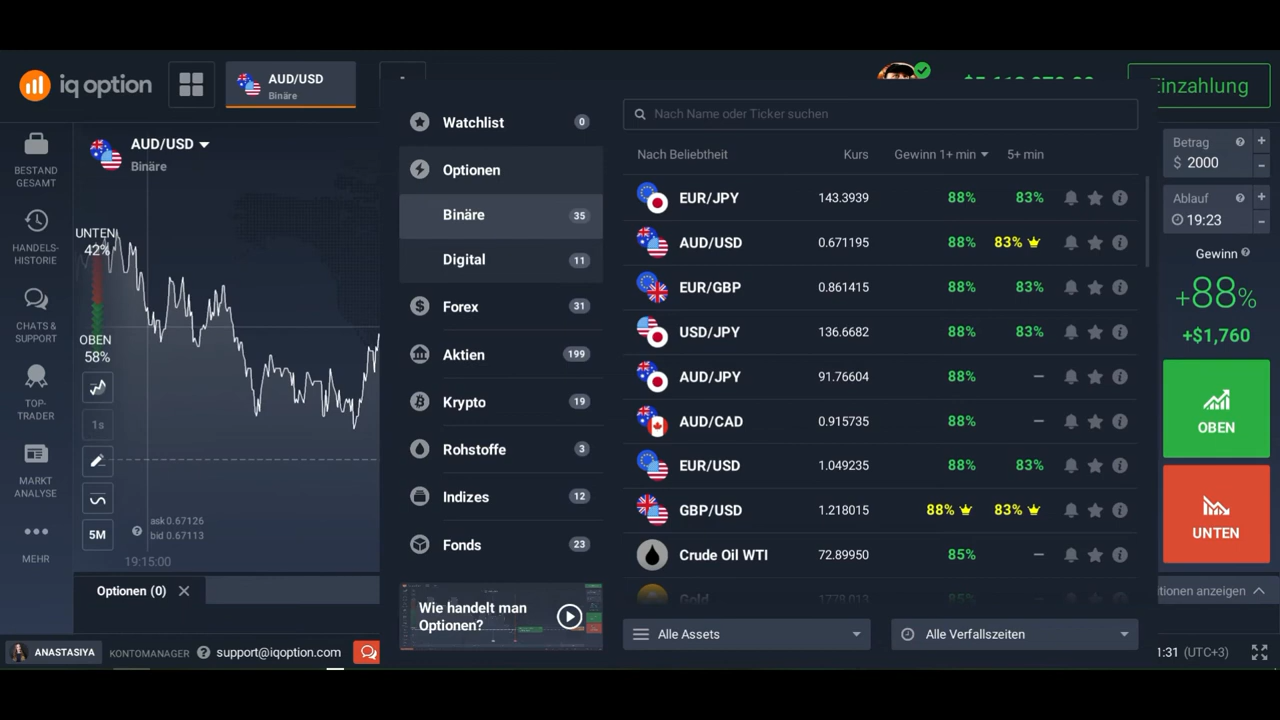 iq option
AUD/USD
Binäre
Einzahlung
BESTAND
GESAMT
HANDELS-
HISTORIE
CHATS &
SUPPORT
TOP-
TRADER
MARKT
ANALYSE
MEHR
AUD/USD
Binäre
UNTEN
42%
OBEN
58%
1s
5M
ask 0.67126
bid 0.67113
19:15:00
Optionen (0)
Watchlist 0
Optionen
Binäre 35
Digital 11
Forex 31
Aktien 199
Krypto 19
Rohstoffe 3
Indizes 12
Fonds 23
Wie handelt man
Optionen?
Nach Name oder Ticker suchen
Nach Beliebtheit Kurs Gewinn 1+ min 5+ min
EUR/JPY 143.3939 88% 83%
AUD/USD 0.671195 88% 83%
EUR/GBP 0.861415 88% 83%
USD/JPY 136.6682 88% 83%
AUD/JPY 91.76604 88% —
AUD/CAD 0.915735 88% —
EUR/USD 1.049235 88% 83%
GBP/USD 1.218015 88% 83%
Crude Oil WTI 72.89950 85% —
Gold 1778.013 85% —
Alle Assets
Alle Verfallszeiten
Betrag
$ 2000
Ablauf
19:23
Gewinn
+88%
+$1,760
OBEN
UNTEN
tionen anzeigen
ANASTASIYA KONTOMANAGER support@iqoption.com
1:31 (UTC+3)